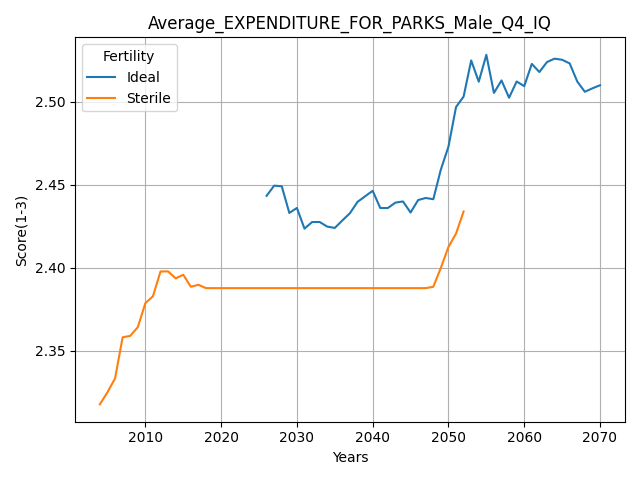 Average_EXPENDITURE_FOR_PARKS_Male_Q4_IQ
Fertility
Ideal
Sterile
2.50
2.45
2.40
2.35
Score(1-3)
2010 2020 2030 2040 2050 2060 2070
Years